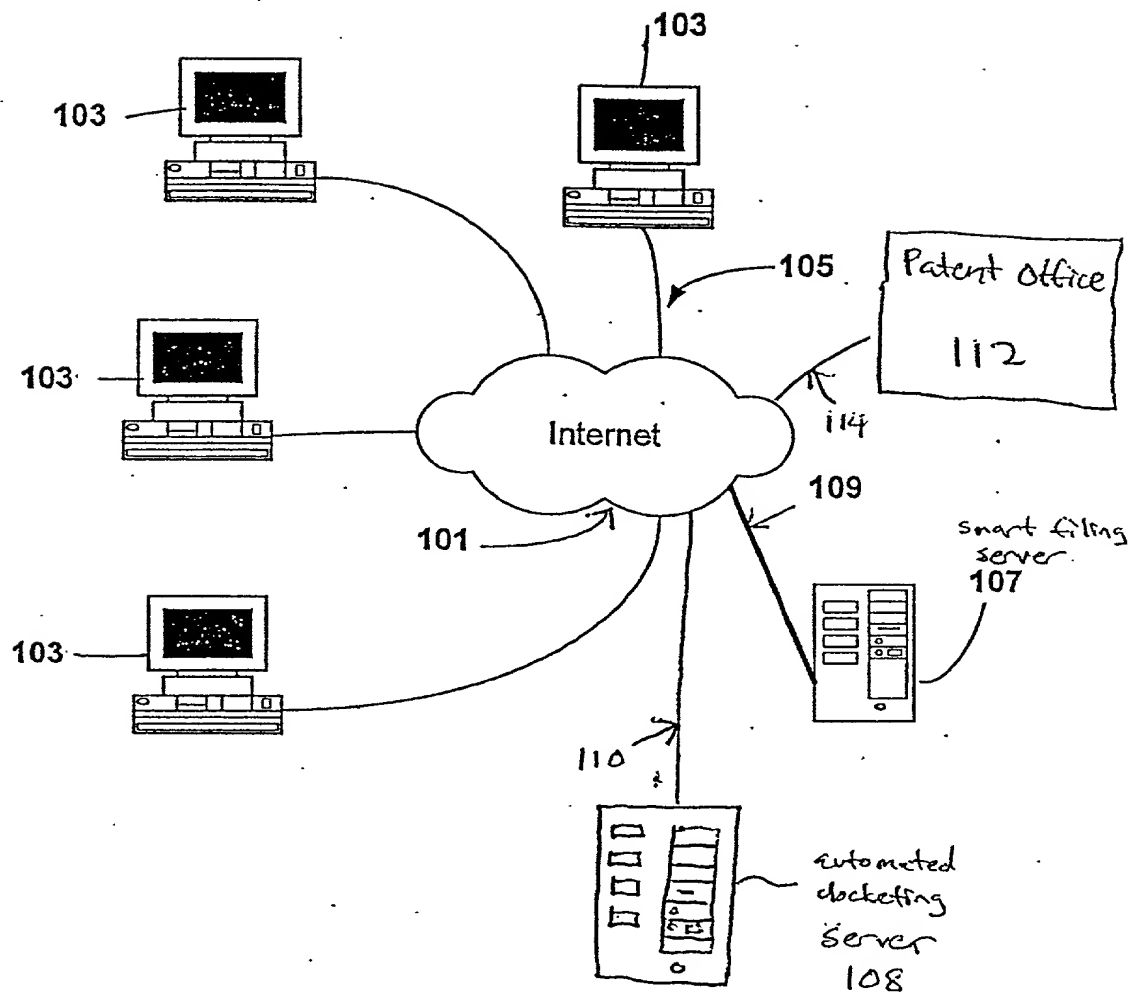 103
103
105
Patent Office
112
103
Internet
114
109
101
smart filing
server.
107
103
110
automated
docketing
server
108